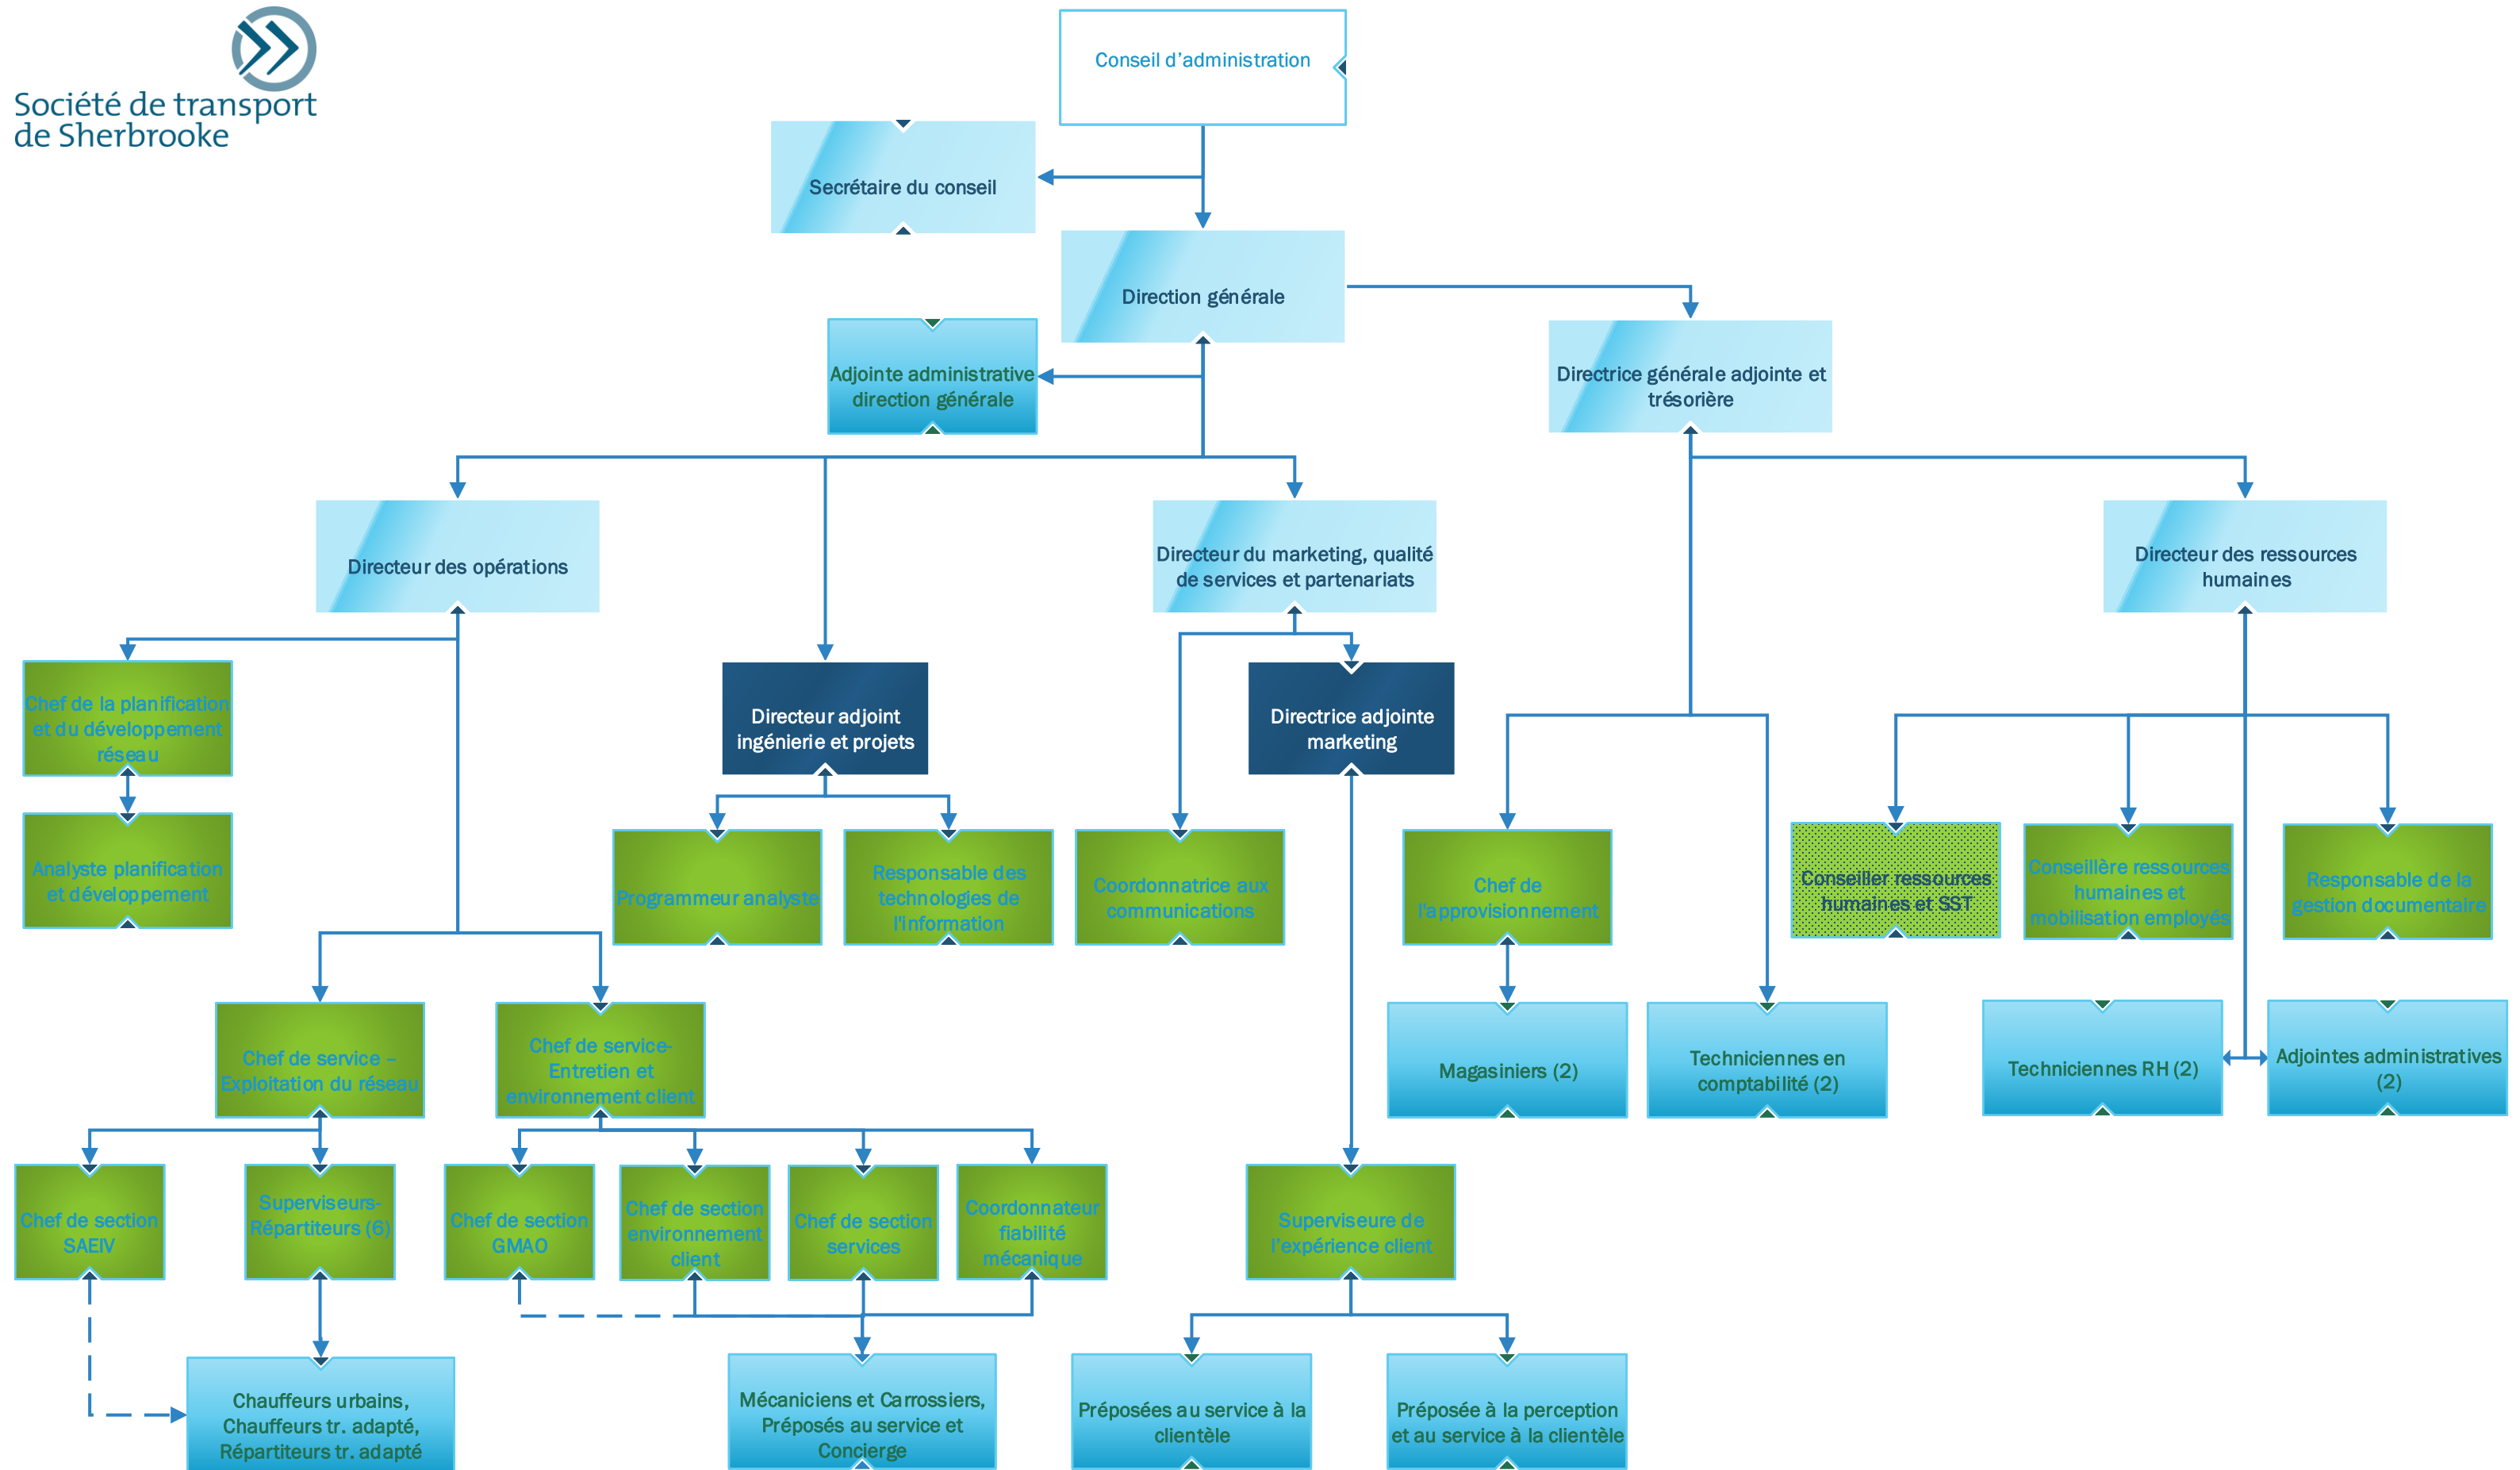 Société de transport
de Sherbrooke
Conseil d'administration
Secrétaire du conseil
Direction générale
Adjointe administrative
direction générale
Directrice générale adjointe et
trésorière
Directeur des opérations
Directeur du marketing, qualité
de services et partenariats
Directeur des ressources
humaines
Chef de la planification
et du développement
réseau
Directeur adjoint
ingénierie et projets
Directrice adjointe
marketing
Analyste planification
et développement
Programmeur analyste
Responsable des
technologies de
l'information
Coordonnatrice aux
communications
Chef de
l'approvisionnement
Conseiller ressources
humaines et SST
Conseillère ressources
humaines et
mobilisation employés
Responsable de la
gestion documentaire
Chef de service –
Exploitation du réseau
Chef de service-
Entretien et
environnement client
Magasiniers (2)
Techniciennes en
comptabilité (2)
Techniciennes RH (2)
Adjointes administratives
(2)
Chef de section
SAEIV
Superviseurs-
Répartiteurs (6)
Chef de section
GMAO
Chef de section
environnement
client
Chef de section
services
Coordonnateur
fiabilité
mécanique
Superviseure de
l'expérience client
Chauffeurs urbains,
Chauffeurs tr. adapté,
Répartiteurs tr. adapté
Mécaniciens et Carrossiers,
Préposés au service et
Concierge
Préposées au service à la
clientèle
Préposée à la perception
et au service à la clientèle